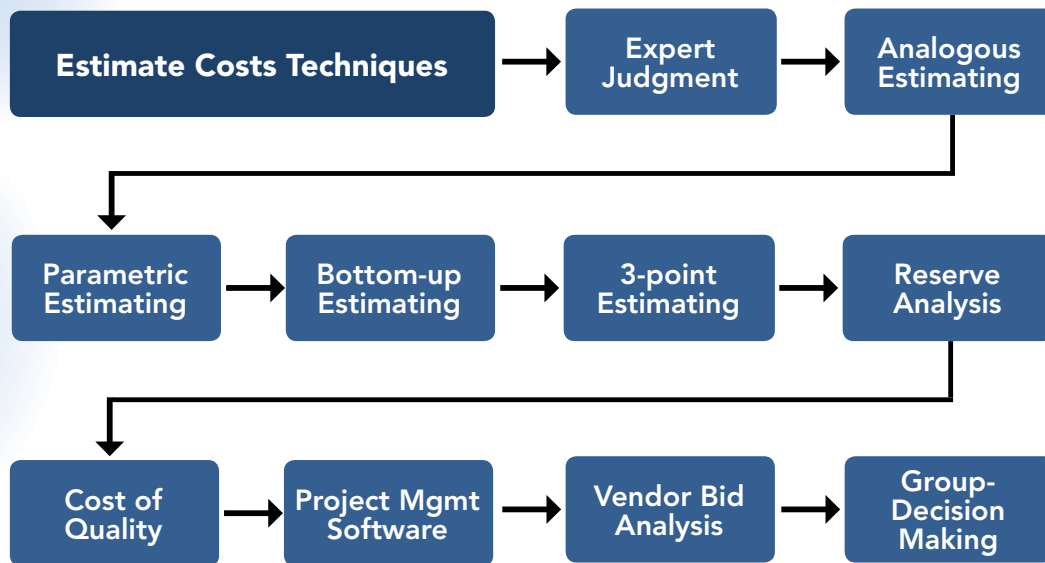 Estimate Costs Techniques
Expert
Judgment
Analogous
Estimating
Parametric
Estimating
Bottom-up
Estimating
3-point
Estimating
Reserve
Analysis
Cost of
Quality
Project Mgmt
Software
Vendor Bid
Analysis
Group-
Decision
Making